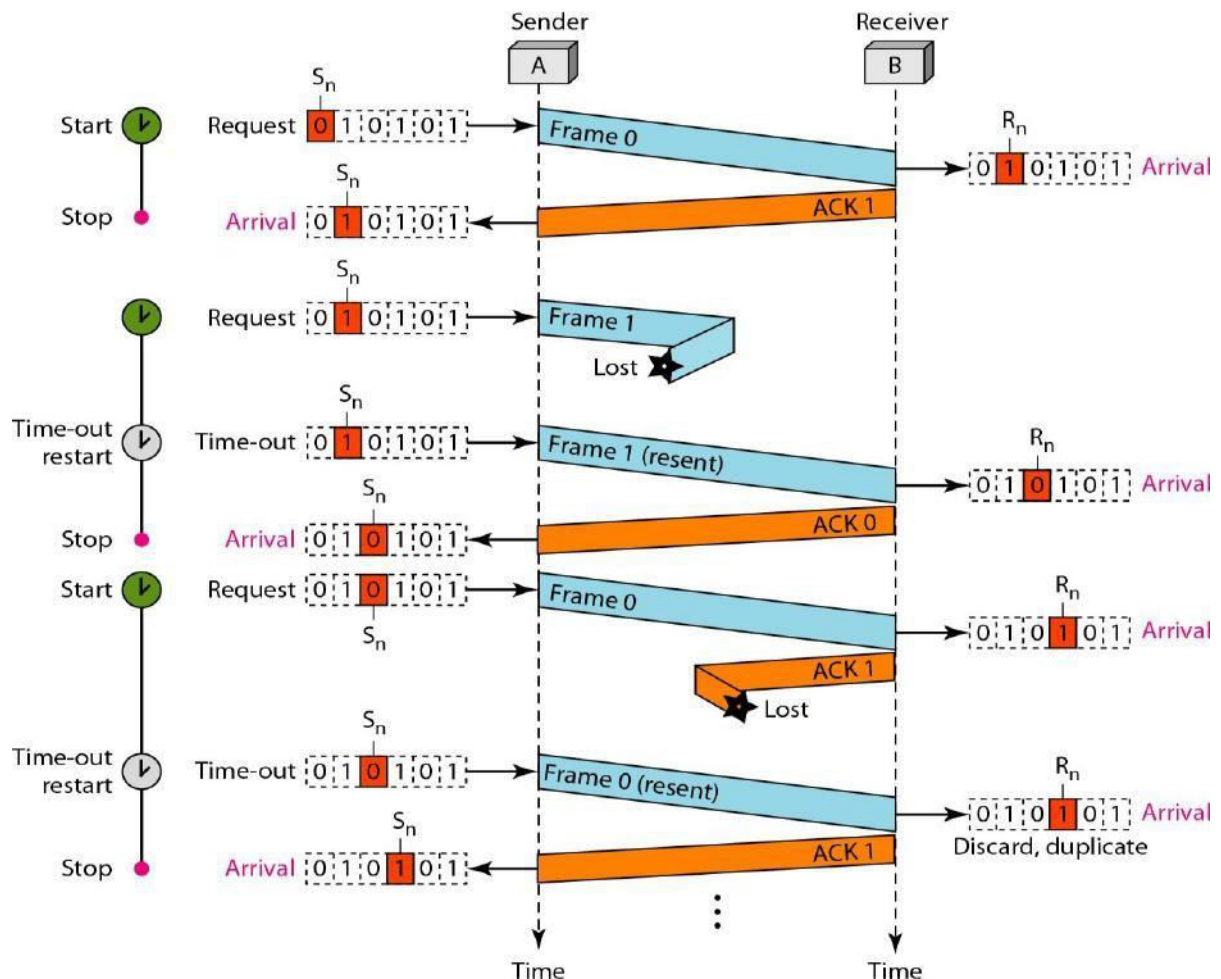 Sender Receiver
A B
Sn
Start Request 0 1 0 1 0 1 Frame 0
Rn
0 1 0 1 0 1 Arrival
Sn
Stop Arrival 0 1 0 1 0 1 ACK 1
Sn
Request 0 1 0 1 0 1 Frame 1
Lost
Sn
Time-out
restart
Time-out 0 1 0 1 0 1 Frame 1 (resent)
Rn
0 1 0 1 0 1 Arrival
Sn
Stop Arrival 0 1 0 1 0 1 ACK 0
Start Request 0 1 0 1 0 1 Frame 0
Sn
Rn
0 1 0 1 0 1 Arrival
ACK 1
Lost
Sn
Time-out
restart
Time-out 0 1 0 1 0 1 Frame 0 (resent)
Rn
0 1 0 1 0 1 Arrival
Discard, duplicate
Sn
Stop Arrival 0 1 0 1 0 1 ACK 1
Time Time